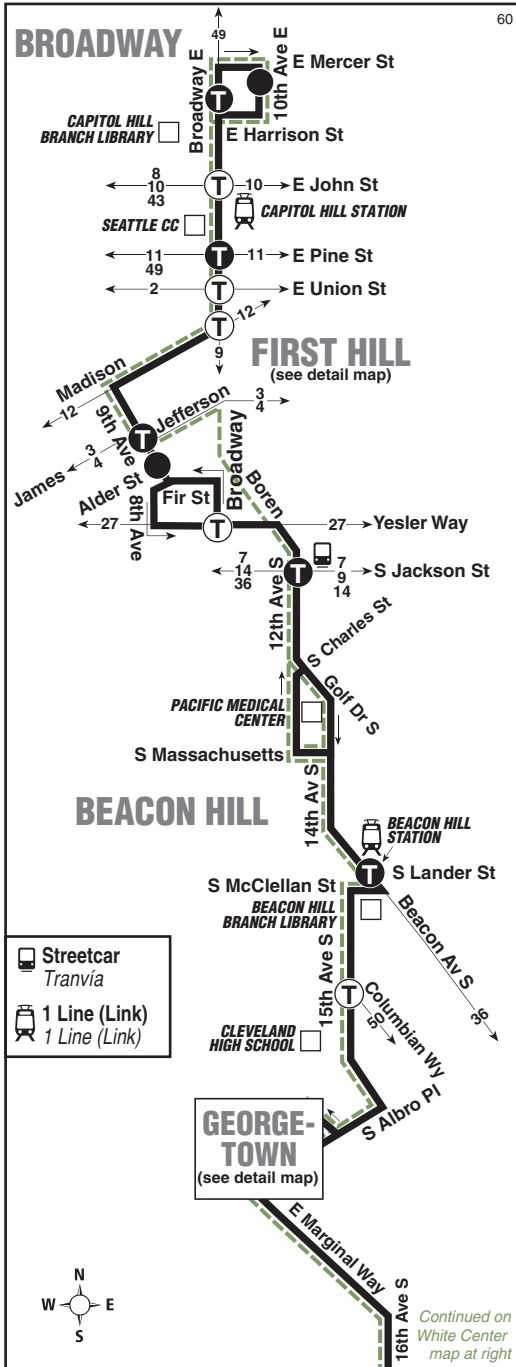 60
BROADWAY
49
Broadway E
10th Ave E
E Mercer St
CAPITOL HILL
BRANCH LIBRARY
E Harrison St
8
10
43
T
10
E John St
CAPITOL HILL STATION
SEATTLE CC
11
49
T
11
E Pine St
2
T
E Union St
T
12
9
FIRST HILL
(see detail map)
Madison
12
9th Ave
Jefferson
3
4
T
3
4
James
Alder St
Broadway
Boren
Fir St
8th Ave
27
T
27
Yesler Way
7
14
36
T
7
9
14
S Jackson St
12th Ave S
S Charles St
Golf Dr S
PACIFIC MEDICAL
CENTER
S Massachusetts
14th Av S
BEACON HILL
BEACON HILL
STATION
T
S Lander St
S McClellan St
BEACON HILL
BRANCH LIBRARY
Beacon Av S
36
15th Ave S
T
Columbian Wy
50
Streetcar
Tranvía
1 Line (Link)
1 Line (Link)
CLEVELAND
HIGH SCHOOL
S Albro Pl
GEORGE-
TOWN
(see detail map)
E Marginal Way
16th Ave S
N
W
E
S
Continued on
White Center
map at right
T